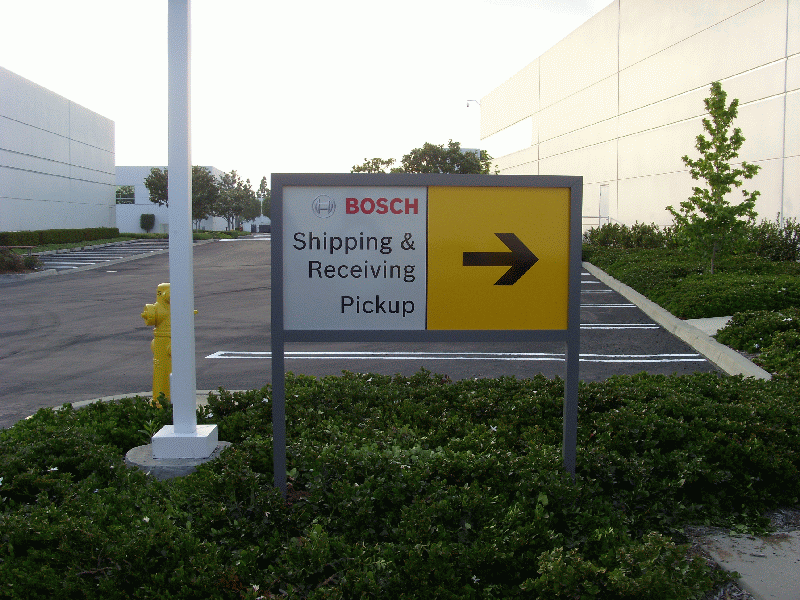 BOSCH
Shipping &
Receiving
Pickup